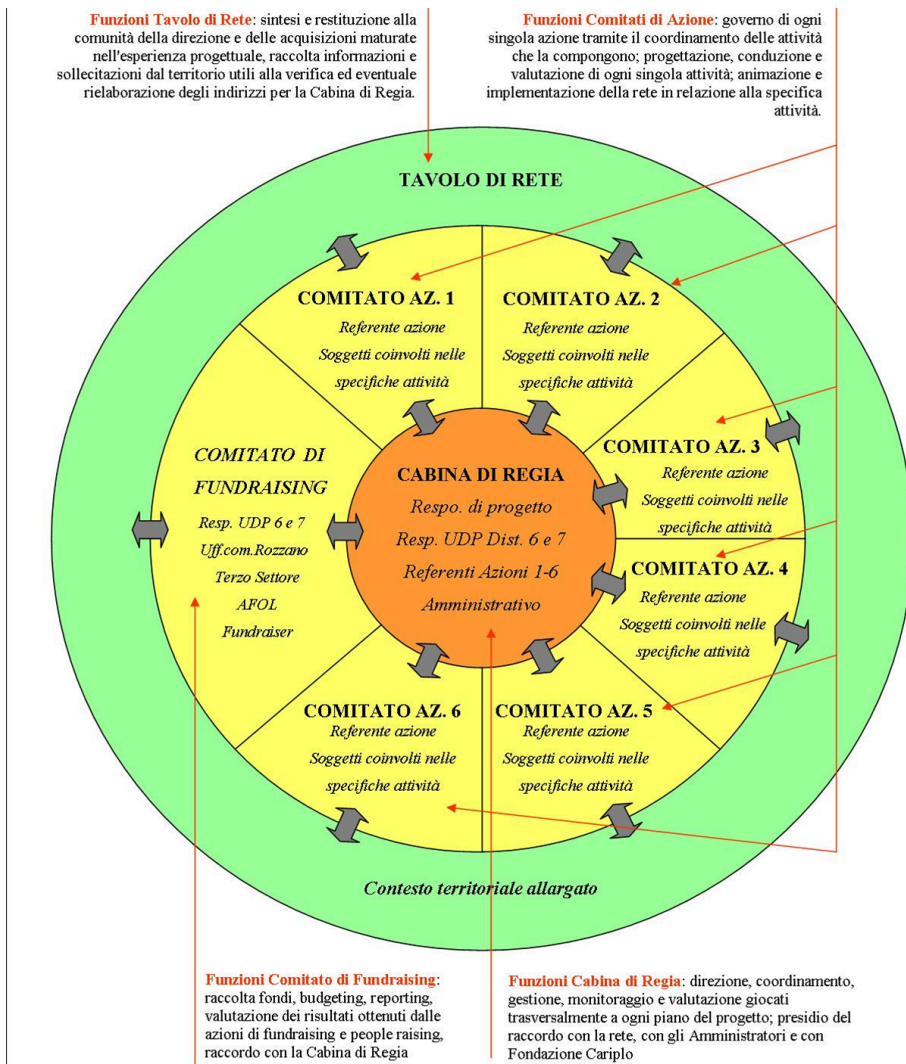 Funzioni Tavolo di Rete: sintesi e restituzione alla
comunità della direzione e delle acquisizioni maturate
nell'esperienza progettuale, raccolta informazioni e
sollecitazioni dal territorio utili alla verifica ed eventuale
rielaborazione degli indirizzi per la Cabina di Regia.
Funzioni Comitati di Azione: governo di ogni
singola azione tramite il coordinamento delle attività
che la compongono; progettazione, conduzione e
valutazione di ogni singola attività; animazione e
implementazione della rete in relazione alla specifica
attività.
TAVOLO DI RETE
COMITATO AZ. 1
Referente azione
Soggetti coinvolti nelle
specifiche attività
COMITATO AZ. 2
Referente azione
Soggetti coinvolti nelle
specifiche attività
COMITATO AZ. 3
Referente azione
Soggetti coinvolti nelle
specifiche attività
COMITATO DI
FUNDRAISING
Resp. UDP 6 e 7
Uff.com.Rozzano
Terzo Settore
AFOL
Fundraiser
CABINA DI REGIA
Respo. di progetto
Resp. UDP Dist. 6 e 7
Referenti Azioni 1-6
Amministrativo
COMITATO AZ. 4
Referente azione
Soggetti coinvolti nelle
specifiche attività
COMITATO AZ. 6
Referente azione
Soggetti coinvolti nelle
specifiche attività
COMITATO AZ. 5
Referente azione
Soggetti coinvolti nelle
specifiche attività
Contesto territoriale allargato
Funzioni Comitato di Fundraising:
raccolta fondi, budgeting, reporting,
valutazione dei risultati ottenuti dalle
azioni di fundraising e people raising,
raccordo con la Cabina di Regia
Funzioni Cabina di Regia: direzione, coordinamento,
gestione, monitoraggio e valutazione giocati
trasversalmente a ogni piano del progetto; presidio del
raccordo con la rete, con gli Amministratori e con
Fondazione Cariplo